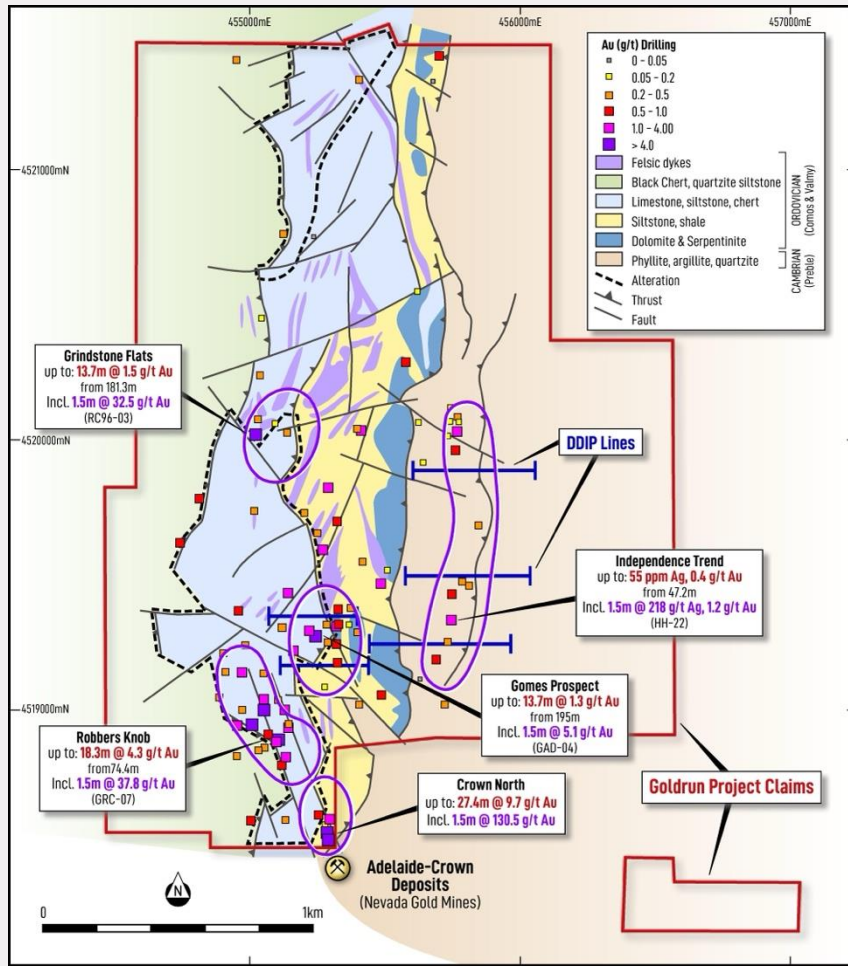 455000mE
456000mE
457000mE
4521000mN
4520000mN
4519000mN
Au (g/t) Drilling
0 - 0.05
0.05 - 0.2
0.2 - 0.5
0.5 - 1.0
1.0 - 4.00
> 4.0
Felsic dykes
Black Chert, quartzite siltstone
Limestone, siltstone, chert
Siltstone, shale
Dolomite & Serpentinite
Phyllite, argillite, quartzite
Alteration
Thrust
Fault
ORDOVICIAN
(Comos & Valmy)
CAMBRIAN
(Preble)
Grindstone Flats
up to: 13.7m @ 1.5 g/t Au
from 181.3m
Incl. 1.5m @ 32.5 g/t Au
(RC96-03)
DDIP Lines
Independence Trend
up to: 55 ppm Ag, 0.4 g/t Au
from 47.2m
Incl. 1.5m @ 218 g/t Ag, 1.2 g/t Au
(HH-22)
Gomes Prospect
up to: 13.7m @ 1.3 g/t Au
from 195m
Incl. 1.5m @ 5.1 g/t Au
(GAD-04)
Robbers Knob
up to: 18.3m @ 4.3 g/t Au
from74.4m
Incl. 1.5m @ 37.8 g/t Au
(GRC-07)
Crown North
up to: 27.4m @ 9.7 g/t Au
Incl. 1.5m @ 130.5 g/t Au
Goldrun Project Claims
Adelaide-Crown
Deposits
(Nevada Gold Mines)
N
0
1km